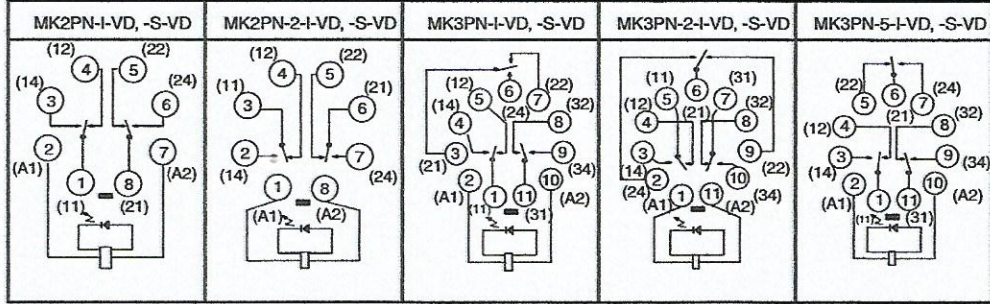 MK2PN-I-VD, -S-VD
MK2PN-2-I-VD, -S-VD
MK3PN-I-VD, -S-VD
MK3PN-2-I-VD, -S-VD
MK3PN-5-I-VD, -S-VD
(12) (22)
4 5
(14) (24)
3 6
2 7
(A1) (A2)
1 8
(11) (21)
(12) (22)
4 5
(11) (21)
3 6
2 7
(14) (24)
1 8
(A1) (A2)
6
(12) (22)
5 7
(14) (24) (32)
4 8
3 9
(21) (34)
2 10
(A1) (A2)
1 11
(11) (31)
(11) (31)
6
5 7
(12) (21) (32)
4 8
3 9
(14) (22)
2 10
(24) (34)
1 11
(A1) (A2)
(22) (24)
5 6 7
(21) (32)
(12) 4 8
3 9
(14) (34)
2 10
(A1) (A2)
1 11
(11) (31)